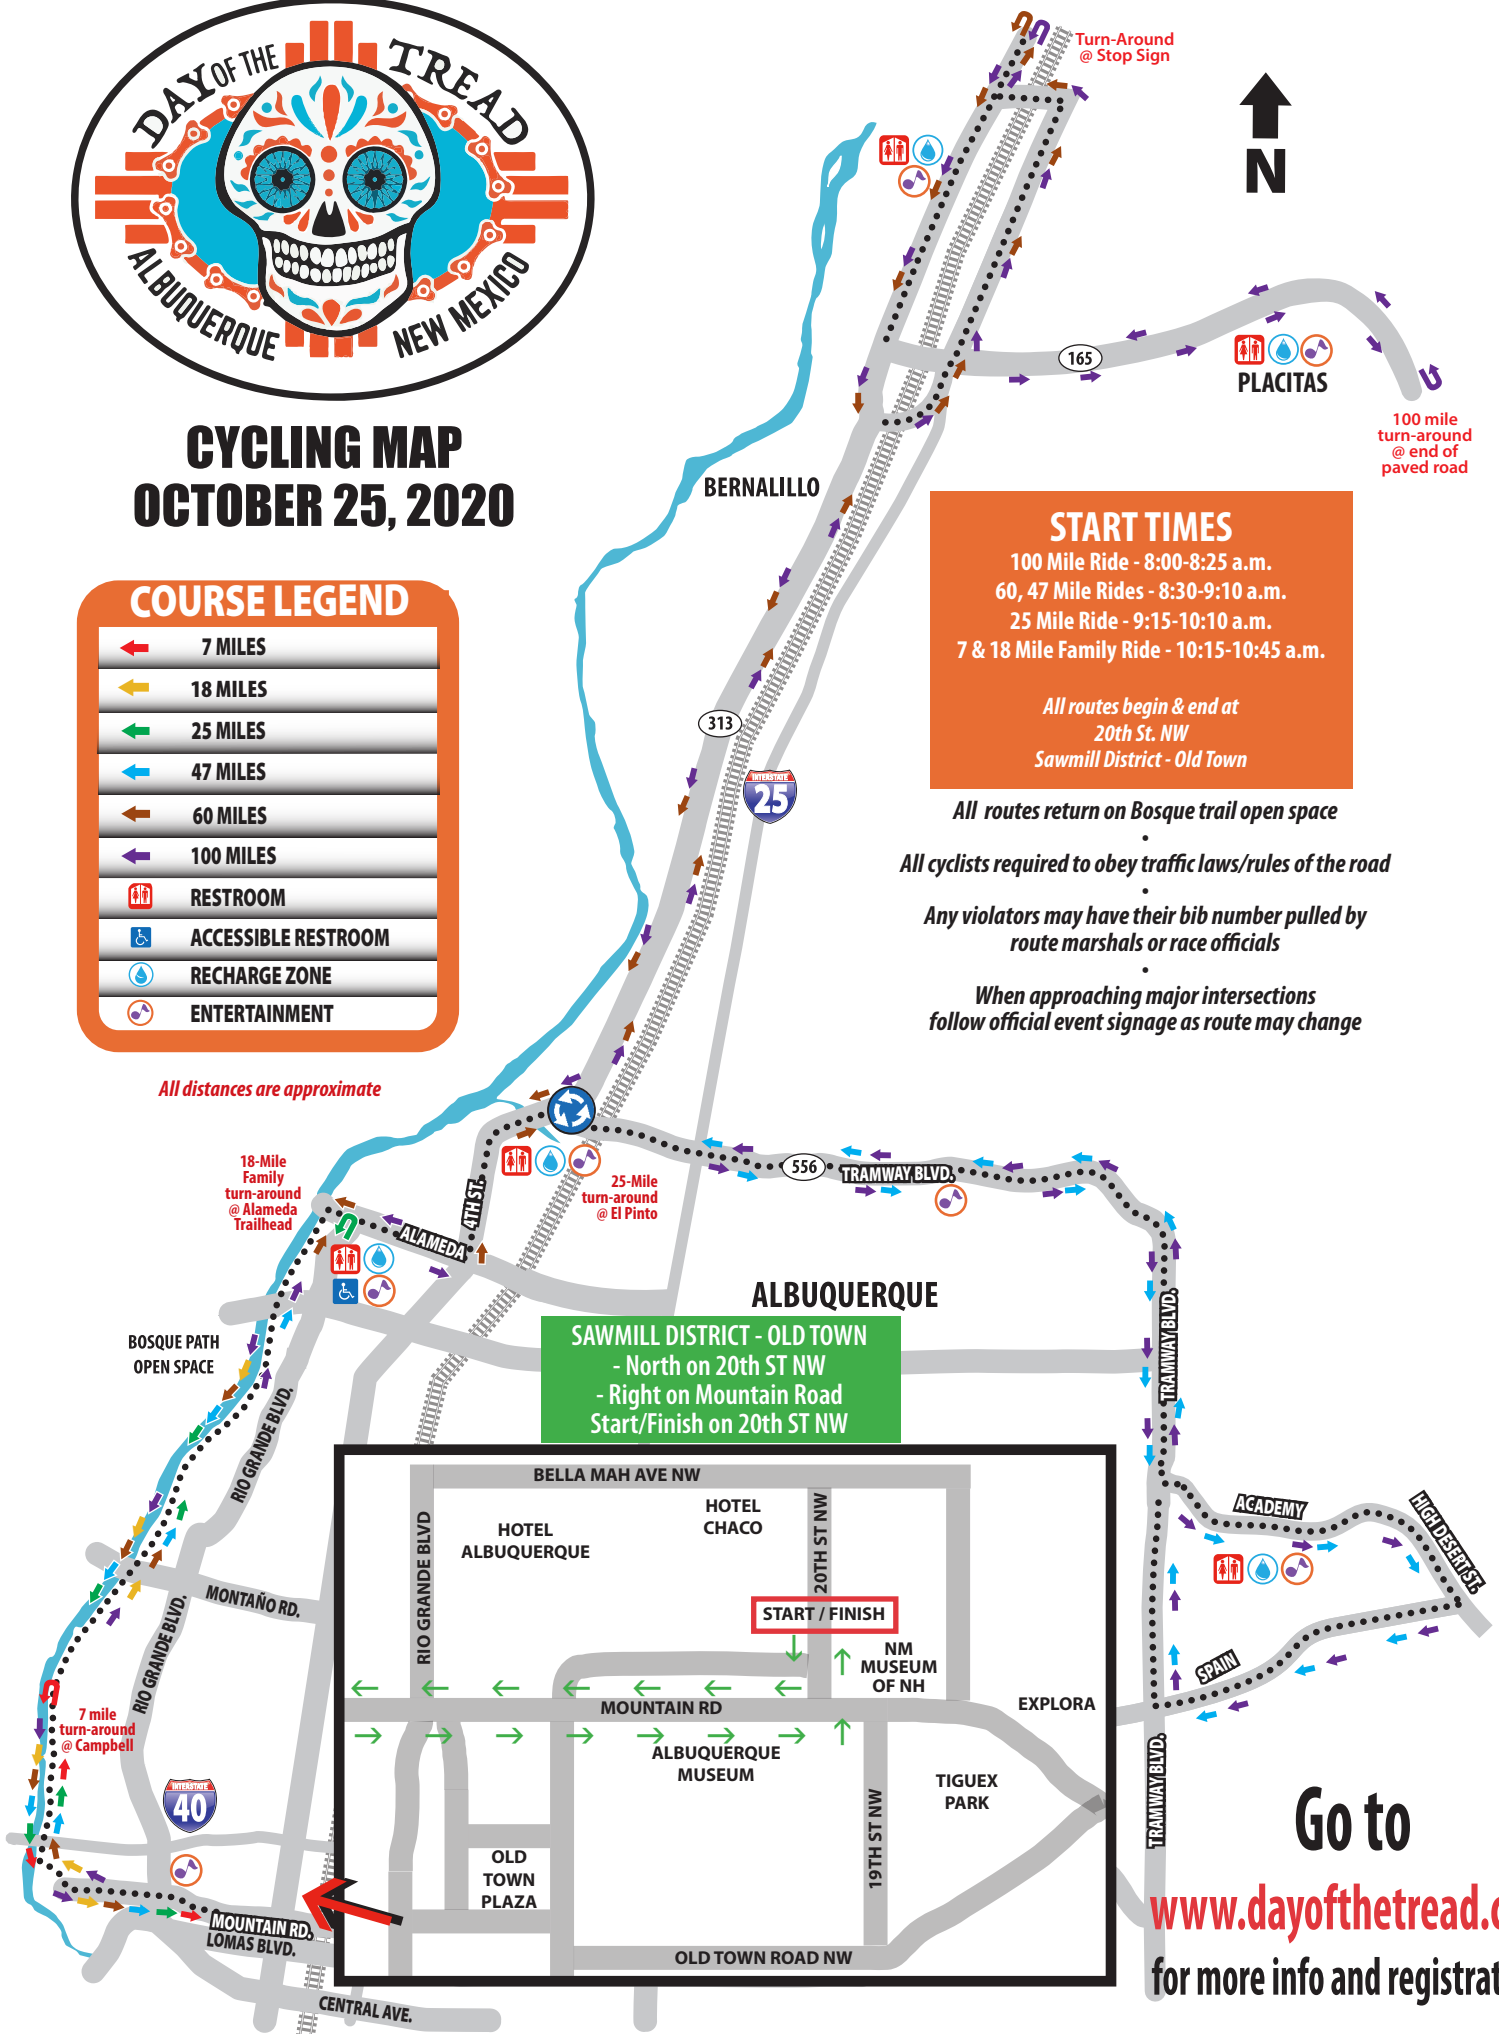 DAY OF THE TREAD
ALBUQUERQUE NEW MEXICO
CYCLING MAP
OCTOBER 25, 2020
COURSE LEGEND
7 MILES
18 MILES
25 MILES
47 MILES
60 MILES
100 MILES
RESTROOM
ACCESSIBLE RESTROOM
RECHARGE ZONE
ENTERTAINMENT
All distances are approximate
Turn-Around
@ Stop Sign
N
165
PLACITAS
100 mile
turn-around
@ end of
paved road
BERNALILLO
START TIMES
100 Mile Ride - 8:00-8:25 a.m.
60, 47 Mile Rides - 8:30-9:10 a.m.
25 Mile Ride - 9:15-10:10 a.m.
7 & 18 Mile Family Ride - 10:15-10:45 a.m.
All routes begin & end at
20th St. NW
Sawmill District - Old Town
All routes return on Bosque trail open space
•
All cyclists required to obey traffic laws/rules of the road
•
Any violators may have their bib number pulled by
route marshals or race officials
•
When approaching major intersections
follow official event signage as route may change
313
INTERSTATE
25
18-Mile
Family
turn-around
@ Alameda
Trailhead
25-Mile
turn-around
@ El Pinto
4TH ST.
ALAMEDA
556
TRAMWAY BLVD.
ALBUQUERQUE
TRAMWAY BLVD.
BOSQUE PATH
OPEN SPACE
RIO GRANDE BLVD.
SAWMILL DISTRICT - OLD TOWN
- North on 20th ST NW
- Right on Mountain Road
Start/Finish on 20th ST NW
ACADEMY
HIGH DESERT ST.
SPAIN
TRAMWAY BLVD.
MONTAÑO RD.
RIO GRANDE BLVD.
7 mile
turn-around
@ Campbell
INTERSTATE
40
MOUNTAIN RD.
LOMAS BLVD.
CENTRAL AVE.
BELLA MAH AVE NW
HOTEL
CHACO
HOTEL
ALBUQUERQUE
RIO GRANDE BLVD
20TH ST NW
START / FINISH
NM
MUSEUM
OF NH
MOUNTAIN RD
EXPLORA
ALBUQUERQUE
MUSEUM
TIGUEX
PARK
19TH ST NW
OLD
TOWN
PLAZA
OLD TOWN ROAD NW
Go to
www.dayofthetread.c
for more info and registrat